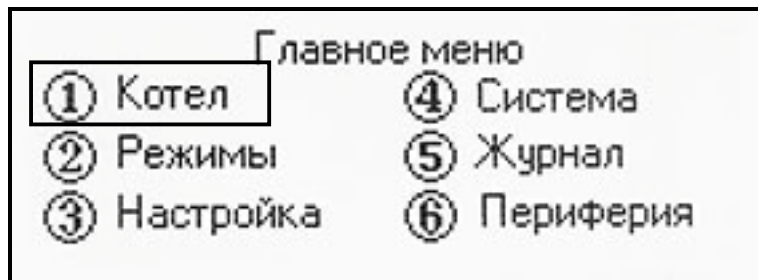 Главное меню
① Котел ④ Система
② Режимы ⑤ Журнал
③ Настройка ⑥ Периферия